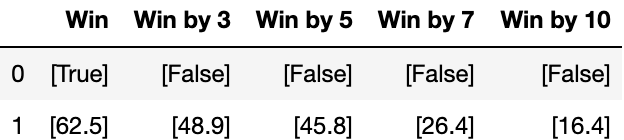 Win Win by 3 Win by 5 Win by 7 Win by 10
0 [True] [False] [False] [False] [False]
1 [62.5] [48.9] [45.8] [26.4] [16.4]